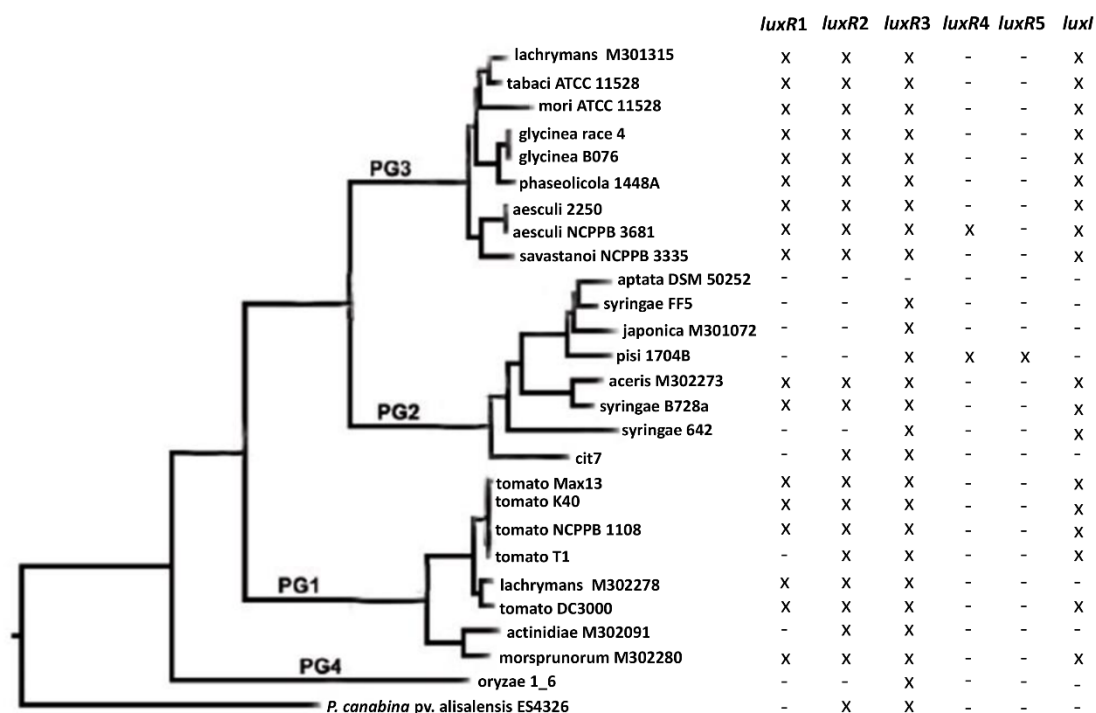 luxR1 luxR2 luxR3 luxR4 luxR5 luxI
lachrymans M301315 X X X - - X
tabaci ATCC 11528 X X X - - X
mori ATCC 11528 X X X - - X
glycinea race 4 X X X - - X
glycinea B076 X X X - - X
PG3 phaseolicola 1448A X X X - - X
aesculi 2250 X X X - - X
aesculi NCPPB 3681 X X X X - X
savastanoi NCPPB 3335 X X X - - X
aptata DSM 50252 - - - - - -
syringae FF5 - - X - - -
japonica M301072 - - X - - -
pisi 1704B - - X X X -
aceris M302273 X X X - - X
PG2 syringae B728a X X X - - X
syringae 642 - - X - - X
cit7 - X X - - -
tomato Max13 X X X - - X
tomato K40 X X X - - X
tomato NCPPB 1108 X X X - - X
tomato T1 - X X - - X
PG1 lachrymans M302278 X X X - - -
tomato DC3000 X X X - - X
actinidiae M302091 - X X - - -
morsprunorum M302280 X X X - - X
PG4 oryzae 1_6 - - X - - -
P. canabina pv. alisalensis ES4326 - X X - - -